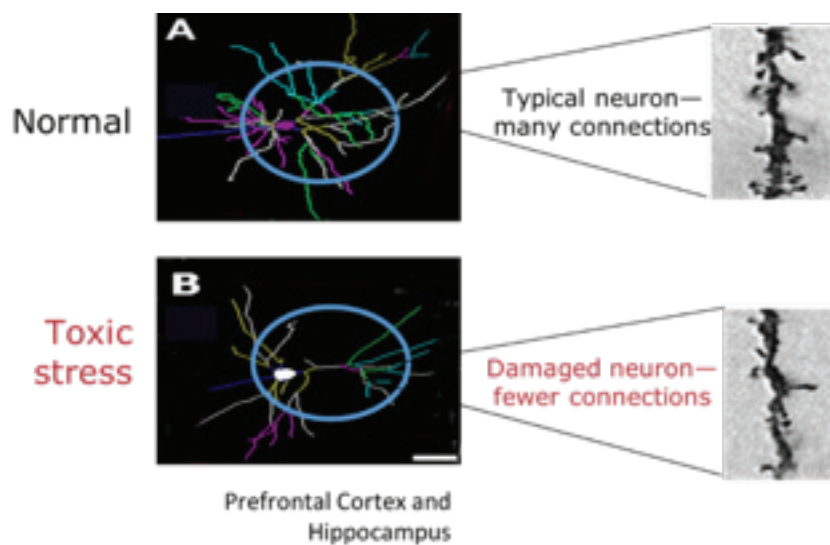 A
Normal
Typical neuron—
many connections
B
Toxic
stress
Damaged neuron—
fewer connections
Prefrontal Cortex and
Hippocampus